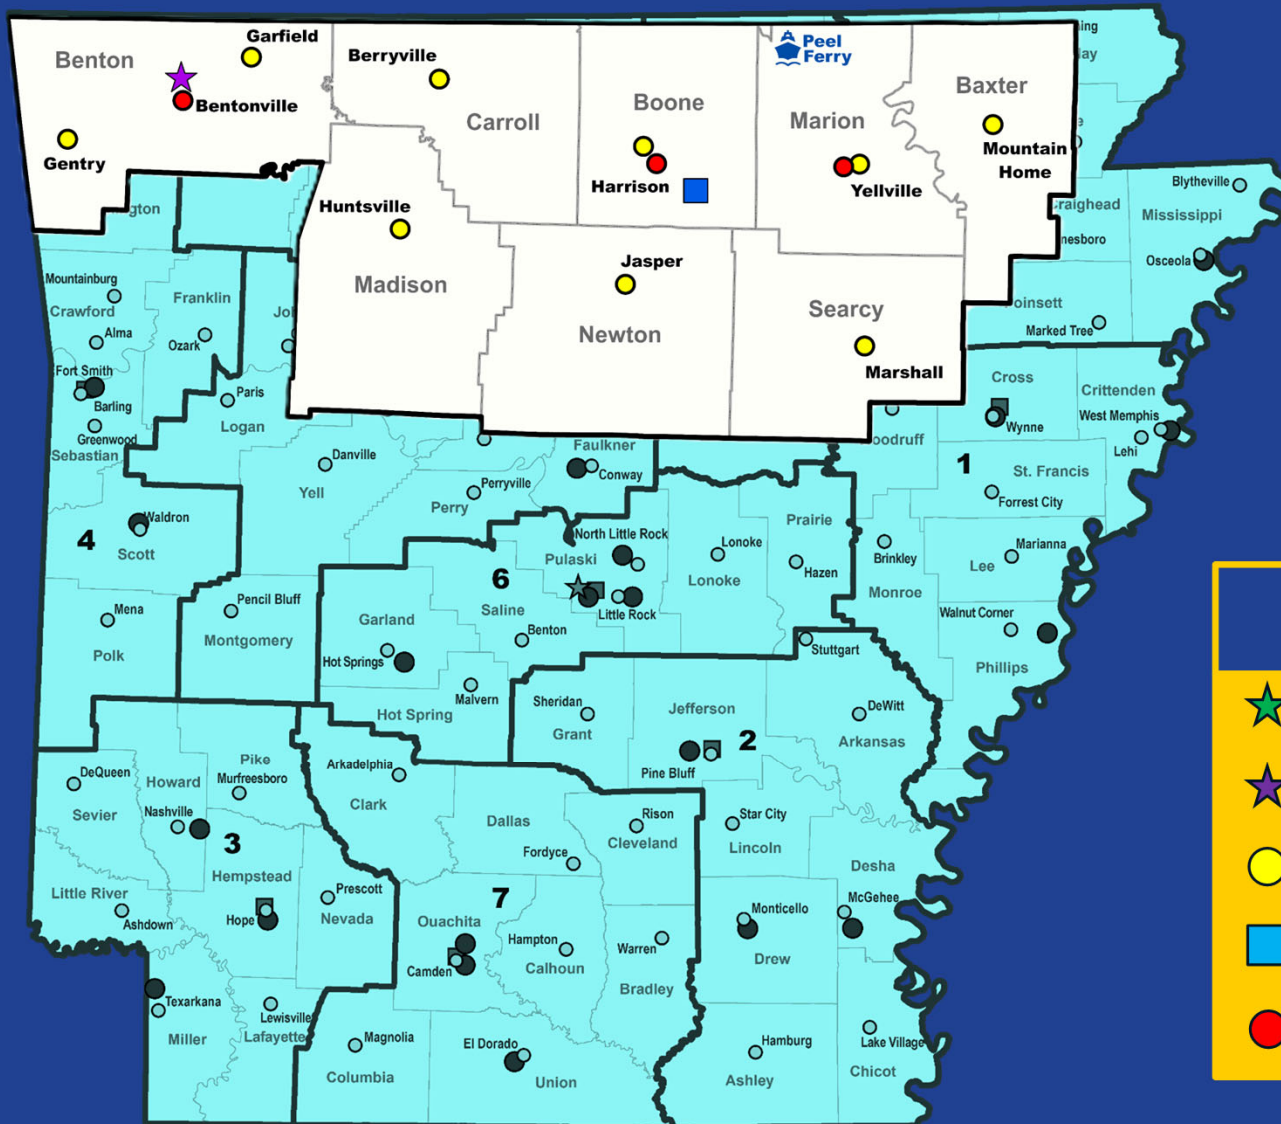 Garfield
Benton
Bentonville
Gentry
Berryville
Carroll
Boone
Harrison
Peel
Ferry
Marion
Yellville
Baxter
Mountain
Home
Huntsville
Madison
Jasper
Newton
Searcy
Marshall
Blytheville
Mississippi
Osceola
Marked Tree
Mountainburg
Crawford
Franklin
Alma
Ozark
Fort Smith
Barling
Greenwood
Sebastian
Paris
Logan
Cross
Wynne
Crittenden
West Memphis
Lehi
1
St. Francis
Forrest City
Faulkner
Conway
Danville
Yell
Perryville
Perry
Waldron
4
Scott
North Little Rock
Pulaski
6
Little Rock
Saline
Benton
Lonoke
Lonoke
Prairie
Hazen
Brinkley
Monroe
Marianna
Lee
Walnut Corner
Phillips
Mena
Polk
Pencil Bluff
Montgomery
Garland
Hot Springs
Malvern
Hot Spring
Stuttgart
Sheridan
Grant
Jefferson
2
Pine Bluff
DeWitt
Arkansas
DeQueen
Sevier
Howard
Pike
Murfreesboro
Nashville
3
Hempstead
Arkadelphia
Clark
Dallas
Fordyce
Rison
Cleveland
Star City
Lincoln
Desha
McGehee
Little River
Ashdown
Hope
Prescott
Nevada
7
Ouachita
Camden
Hampton
Calhoun
Warren
Bradley
Monticello
Drew
Texarkana
Miller
Lewisville
Lafayette
Magnolia
Columbia
El Dorado
Union
Hamburg
Ashley
Lake Village
Chicot